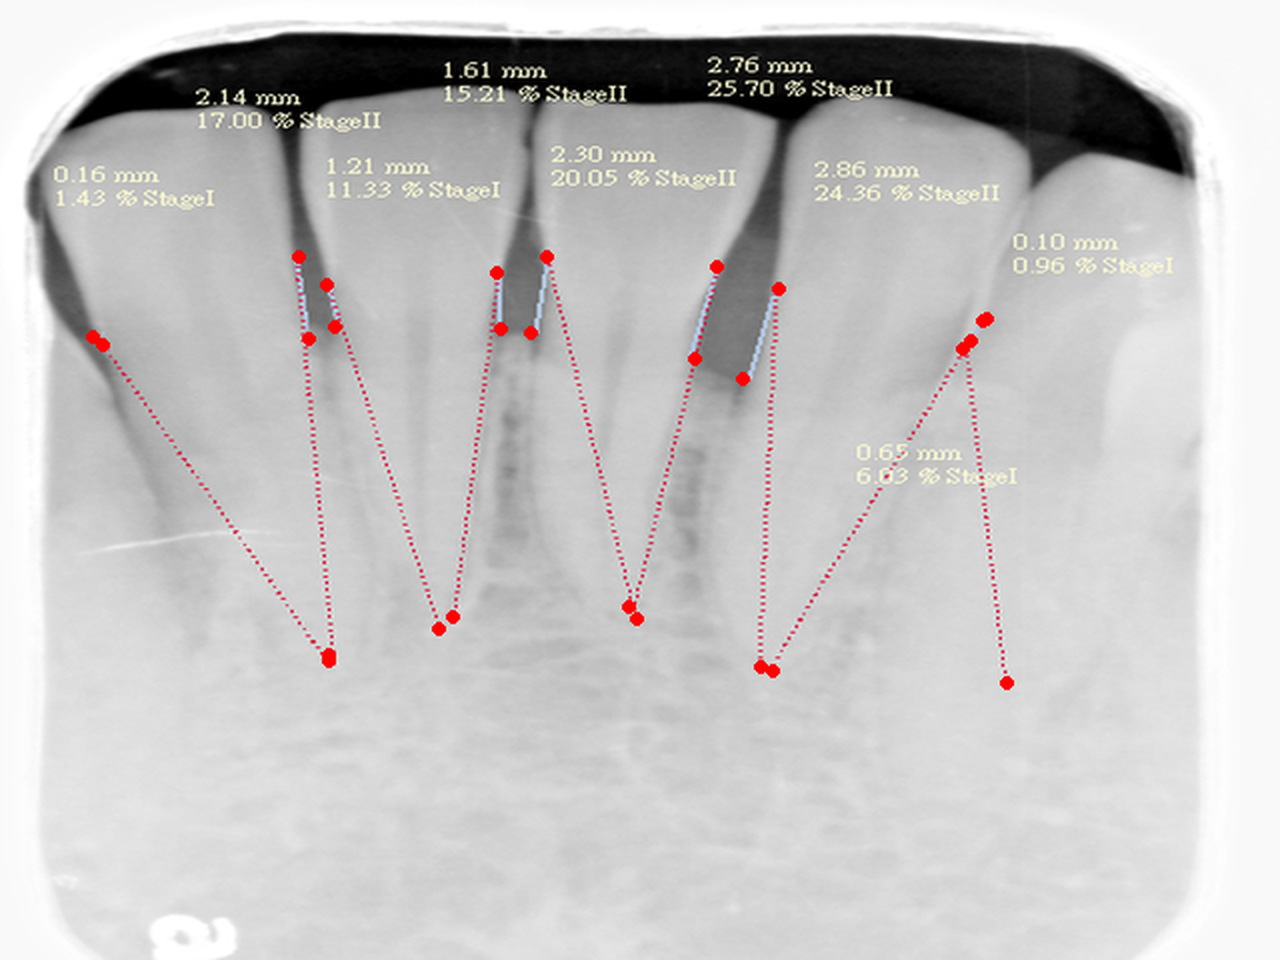 2.14 mm
17.00 % StageII
1.61 mm
15.21 % StageII
2.76 mm
25.70 % StageII
0.16 mm
1.43 % StageI
1.21 mm
11.33 % StageI
2.30 mm
20.05 % StageII
2.86 mm
24.36 % StageII
0.10 mm
0.96 % StageI
0.65 mm
6.03 % StageI